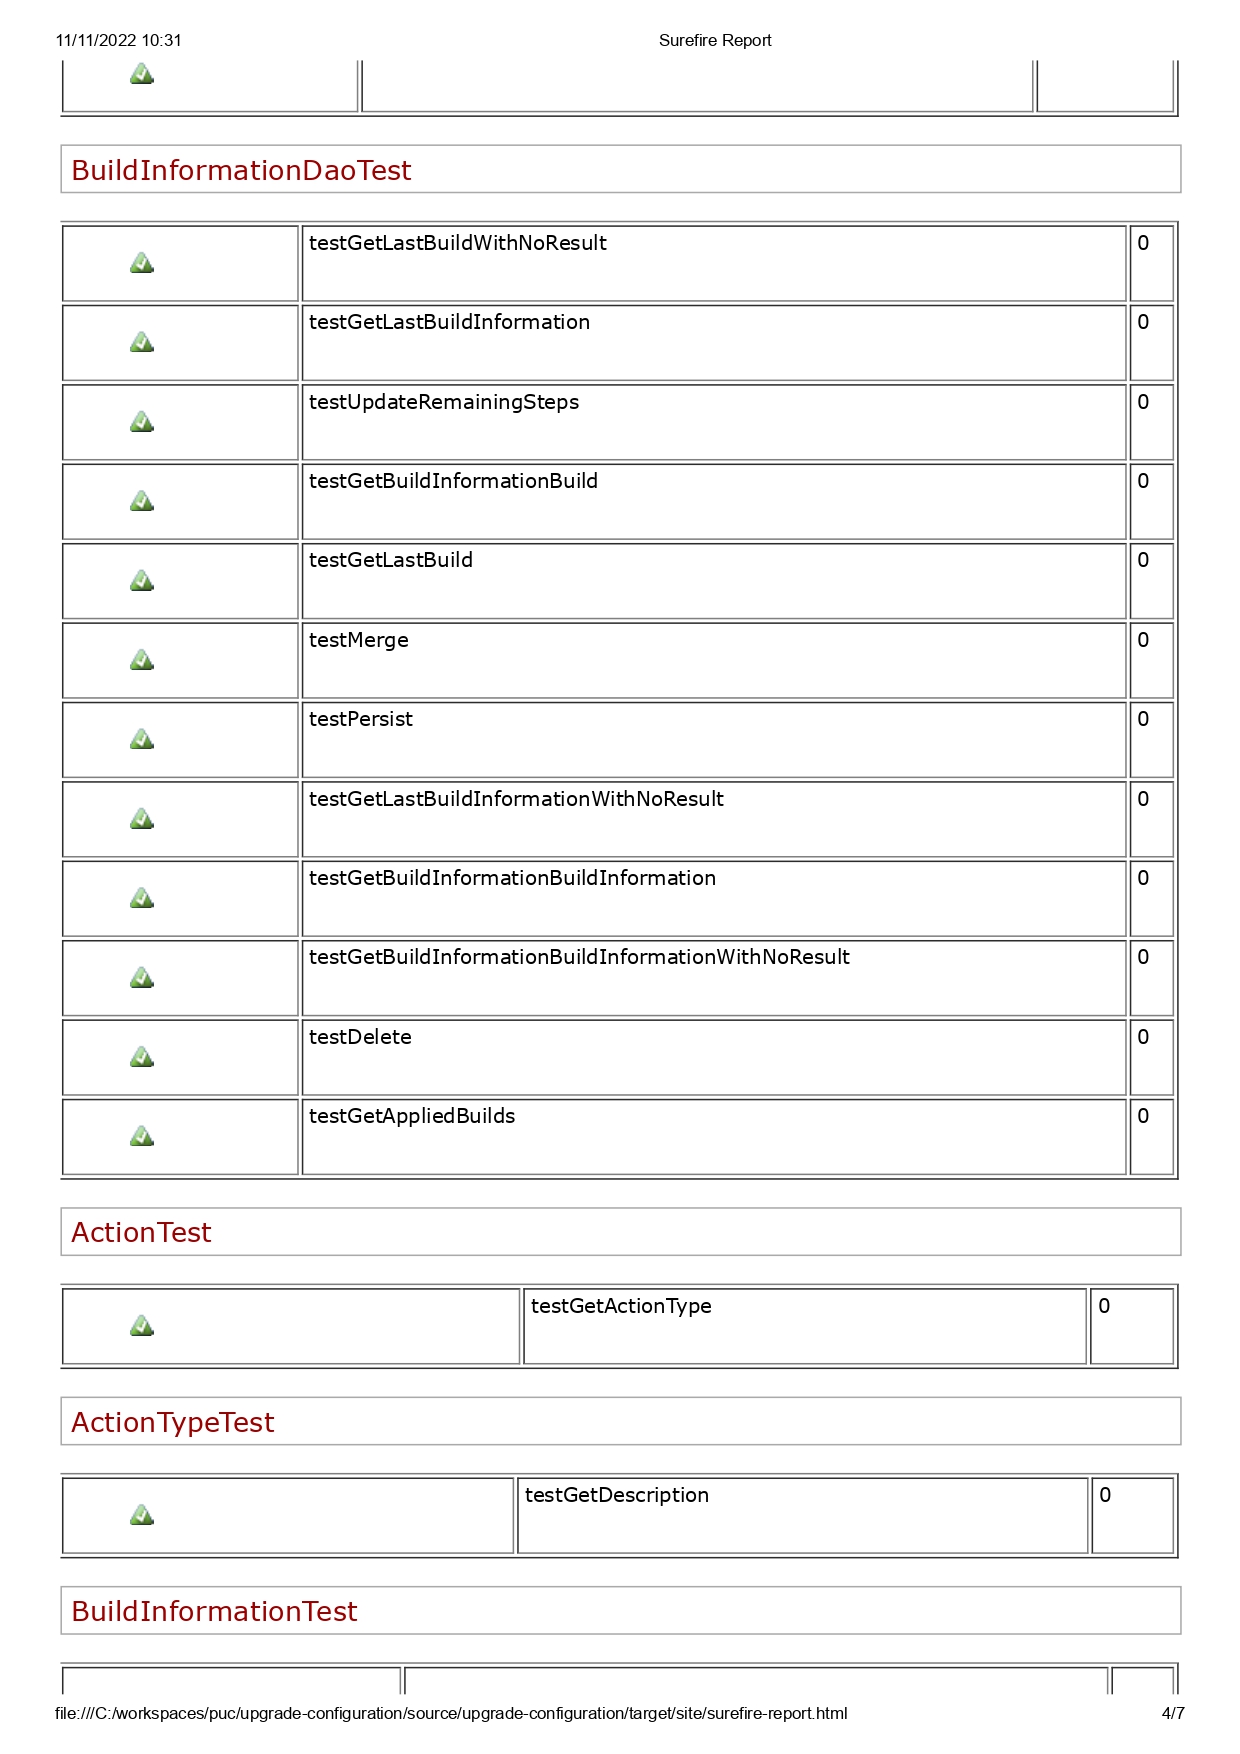 11/11/2022 10:31 Surefire Report
BuildInformationDaoTest
testGetLastBuildWithNoResult 0
testGetLastBuildInformation 0
testUpdateRemainingSteps 0
testGetBuildInformationBuild 0
testGetLastBuild 0
testMerge 0
testPersist 0
testGetLastBuildInformationWithNoResult 0
testGetBuildInformationBuildInformation 0
testGetBuildInformationBuildInformationWithNoResult 0
testDelete 0
testGetAppliedBuilds 0
ActionTest
testGetActionType 0
ActionTypeTest
testGetDescription 0
BuildInformationTest
file:///C:/workspaces/puc/upgrade-configuration/source/upgrade-configuration/target/site/surefire-report.html 4/7